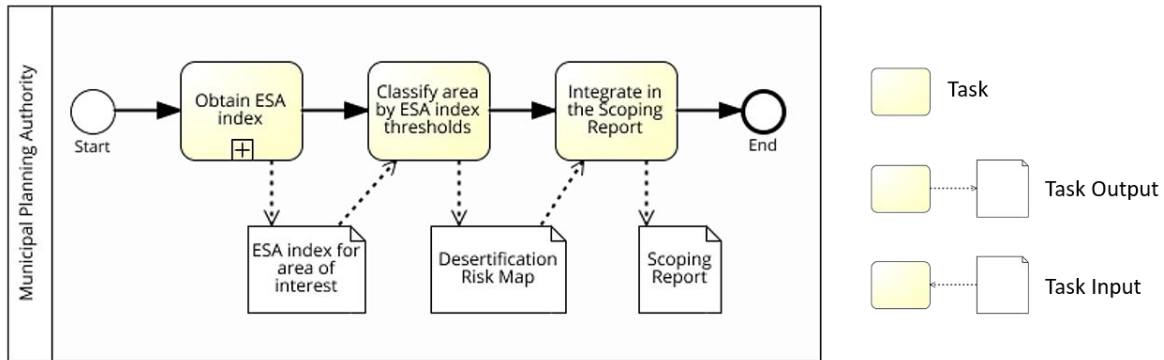 Municipal Planning Authority
Start
Obtain ESA
index
Classify area
by ESA index
thresholds
Integrate in
the Scoping
Report
End
ESA index for
area of
interest
Desertification
Risk Map
Scoping
Report
Task
Task Output
Task Input